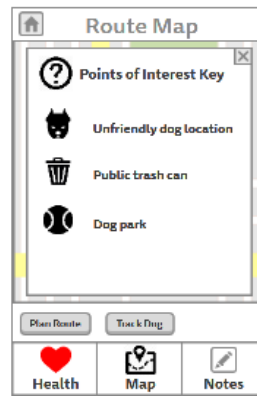 Route Map
Points of Interest Key
Unfriendly dog location
Public trash can
Dog park
Plan Route
Track Dog
Health
Map
Notes